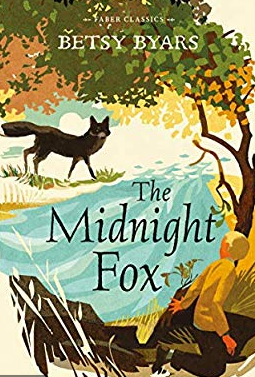 FABER CLASSICS
BETSY BYARS
The
Midnight
Fox